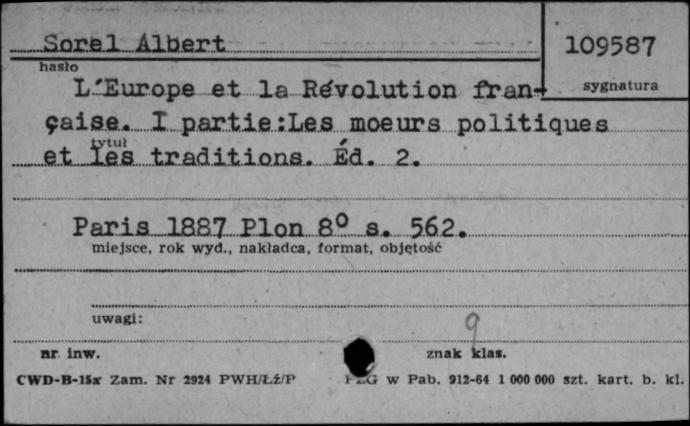 Sorel Albert
109587
hasło
sygnatura
L'Europe et la Révolution fran-
çaise. I partie:Les moeurs politiques
tytuł
et les traditions. Éd. 2.
Paris 1887 Plon 8º s. 562.
miejsce, rok wyd., nakładca, format, objętość
uwagi:
9
nr. inw.
znak klas.
CWD-B-15a Zam. Nr 2924 PWH/Łż/P
w Pab. 912-64 1 000 000 szt. kart. b. kl.